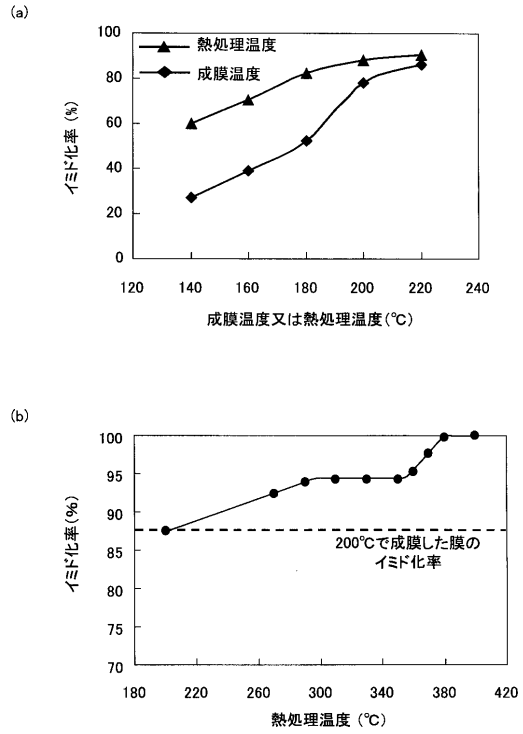 (a)
100
80
60
40
20
0
イミド化率(%)
熱処理温度
成膜温度
120 140 160 180 200 220 240
成膜温度又は熱処理温度(℃)
(b)
100
95
90
85
80
75
70
イミド化率(%)
200℃で成膜した膜の
イミド化率
180 220 260 300 340 380 420
熱処理温度(℃)